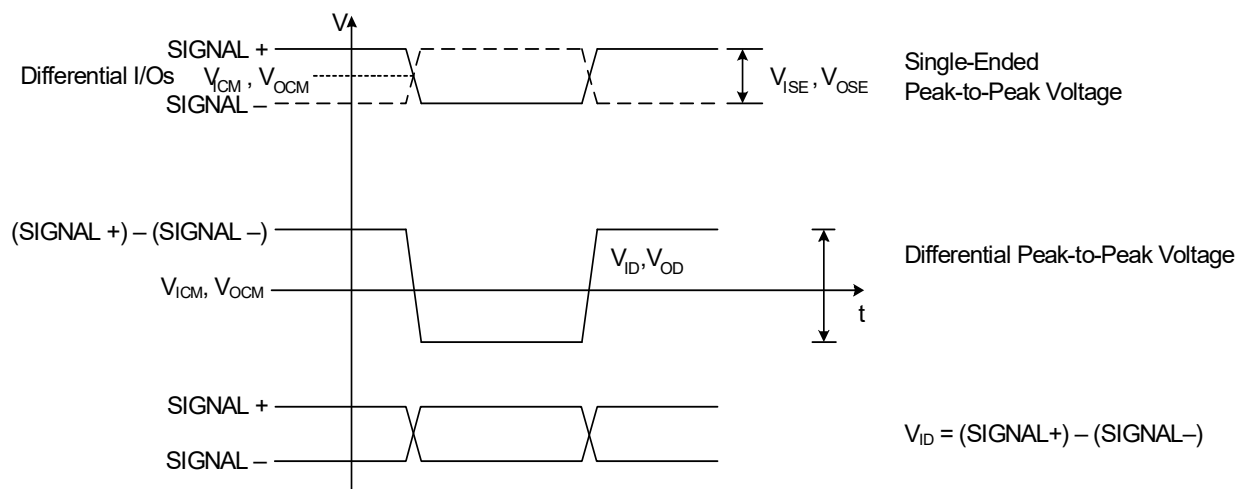 V
SIGNAL +
Differential I/Os V_ICM , V_OCM
SIGNAL –
V_ISE , V_OSE
Single-Ended
Peak-to-Peak Voltage
(SIGNAL +) – (SIGNAL –)
V_ID, V_OD
Differential Peak-to-Peak Voltage
V_ICM, V_OCM
t
SIGNAL +
SIGNAL –
V_ID = (SIGNAL+) – (SIGNAL–)